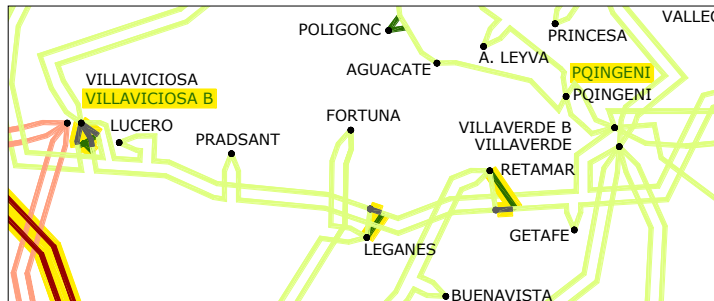 VALLEC
PRINCESA
POLIGONC
A. LEYVA
AGUACATE
PQINGENI
PQINGENI
VILLAVICIOSA
VILLAVICIOSA B
FORTUNA
LUCERO
PRADSANT
VILLAVERDE B
VILLAVERDE
RETAMAR
GETAFE
LEGANES
BUENAVISTA